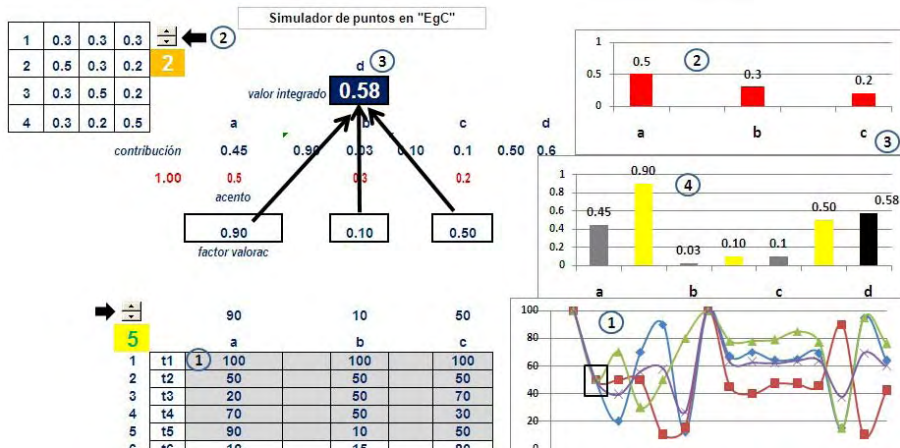 Simulador de puntos en "EgC"
1 0.3 0.3 0.3
2 0.5 0.3 0.2
3 0.3 0.5 0.2
4 0.3 0.2 0.5
2
2
d 3
valor integrado 0.58
a b c d
contribución 0.45 0.90 0.03 0.10 0.1 0.50 0.6
1.00 0.5 0.3 0.2
acento
0.90 0.10 0.50
factor valorac
90 10 50
5 a b c
1 t1 1 100 100 100
2 t2 50 50 50
3 t3 20 50 70
4 t4 70 50 30
5 t5 90 10 50
1
0.5
0
2
0.5 0.3 0.2
a b c
3
1
0.8
0.6
0.4
0.2
0
4
0.45 0.90 0.03 0.10 0.1 0.50 0.58
a b c d
100
80
60
40
20
1